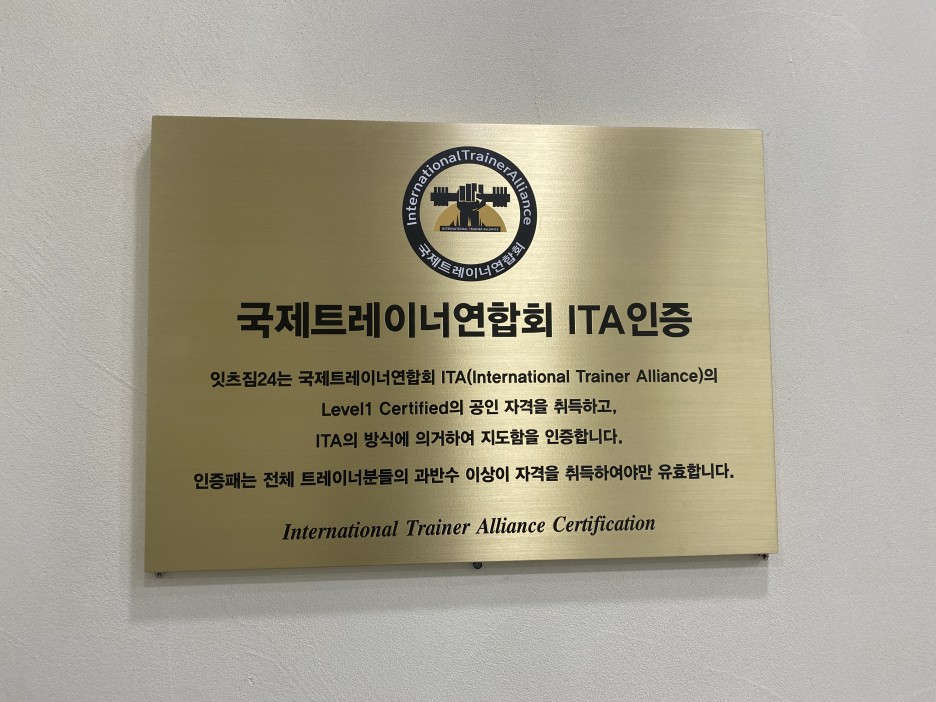 InternationalTrainerAlliance
INTERNATIONAL TRAINER ALLIANCE
국제트레이너연합회
국제트레이너연합회 ITA인증
잇츠짐24는 국제트레이너연합회 ITA(International Trainer Alliance)의
Level1 Certified의 공인 자격을 취득하고,
ITA의 방식에 의거하여 지도함을 인증합니다.
인증패는 전체 트레이너분들의 과반수 이상이 자격을 취득하여야만 유효합니다.
International Trainer Alliance Certification